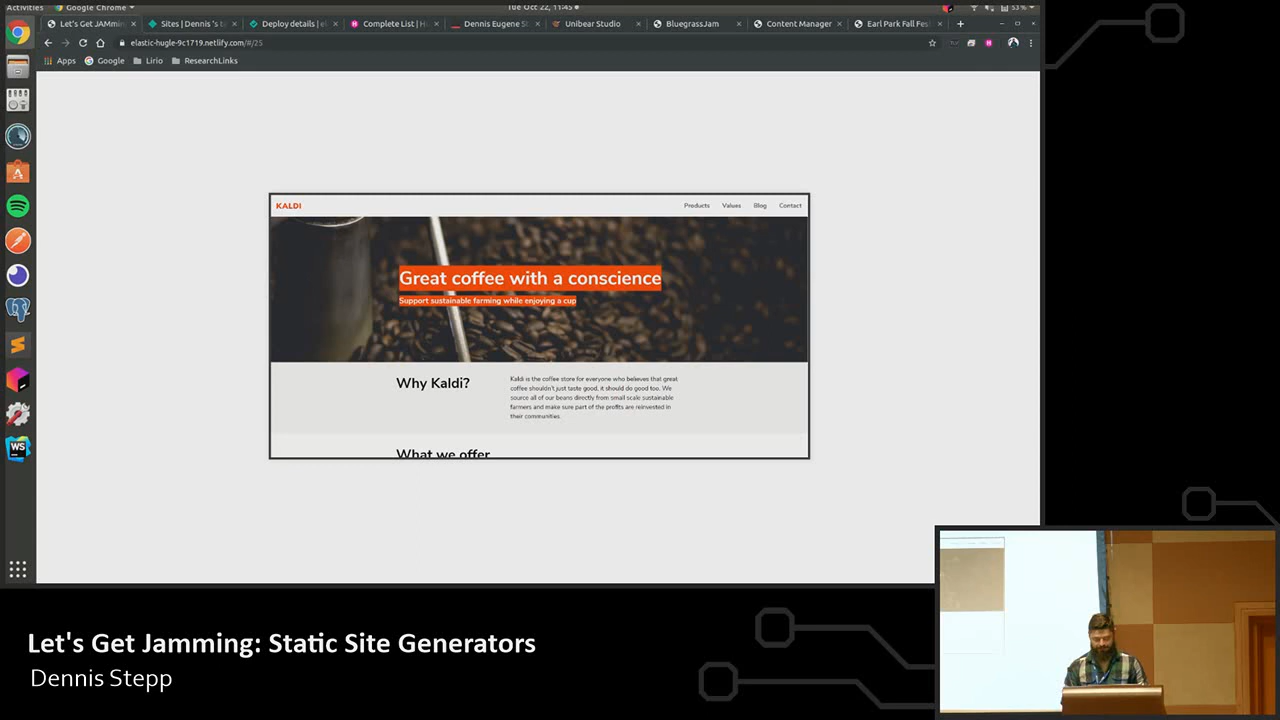 Activities
Google Chrome
Tue Oct 22, 11:45
53 %
Let's Get JAMmin
Sites | Dennis 's t
Deploy details | el
Complete List | H
Dennis Eugene St
Unibear Studio
BluegrassJam
Content Manager
Earl Park Fall Fes
elastic-hugle-9c1719.netlify.com/#/25
Apps
Google
Lirio
ResearchLinks
KALDI
Products
Values
Blog
Contact
Great coffee with a conscience
Support sustainable farming while enjoying a cup
Why Kaldi?
Kaldi is the coffee store for everyone who believes that great
coffee shouldn't just taste good, it should do good too. We
source all of our beans directly from small scale sustainable
farmers and make sure part of the profits are reinvested in
their communities.
What we offer
WS
Let's Get Jamming: Static Site Generators
Dennis Stepp